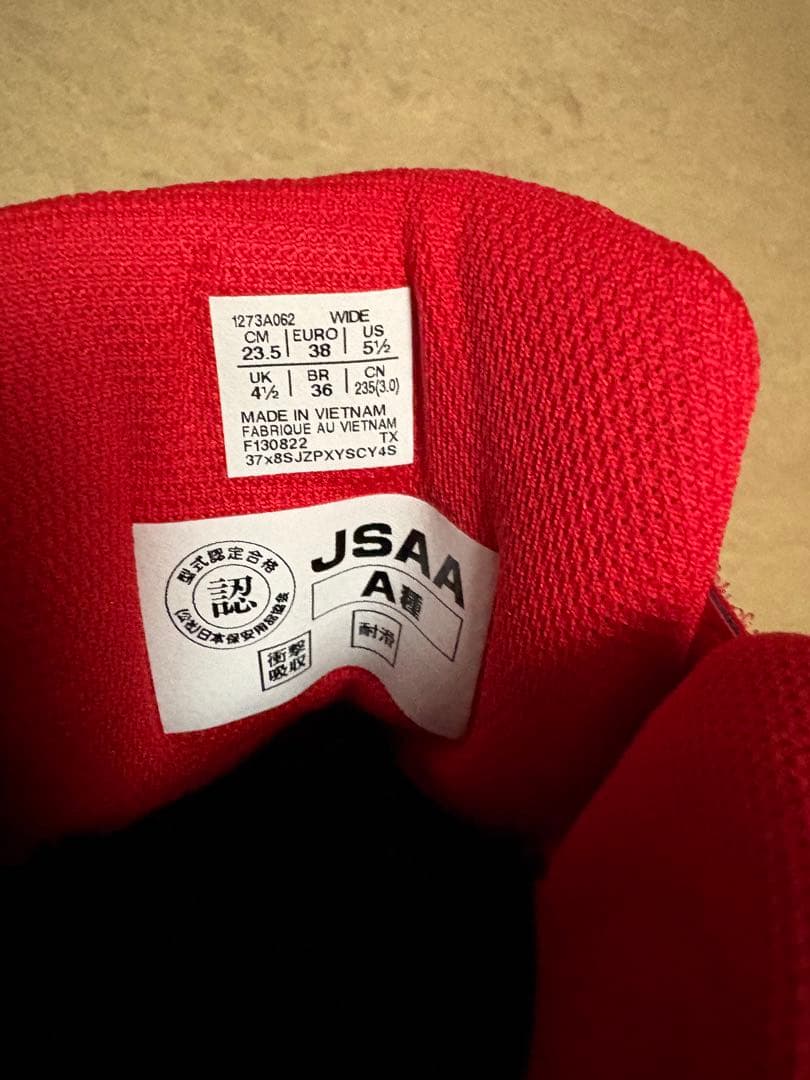 1273A062 WIDE
CM EURO US
23.5 38 5½
UK BR CN
4½ 36 235(3.0)
MADE IN VIETNAM
FABRIQUE AU VIETNAM
F130822 TX
37x8SJZPXYSCY4S
型式認定合格
認
(公社)日本保安用品協会
JSAA
A種
耐滑
衝撃
吸収